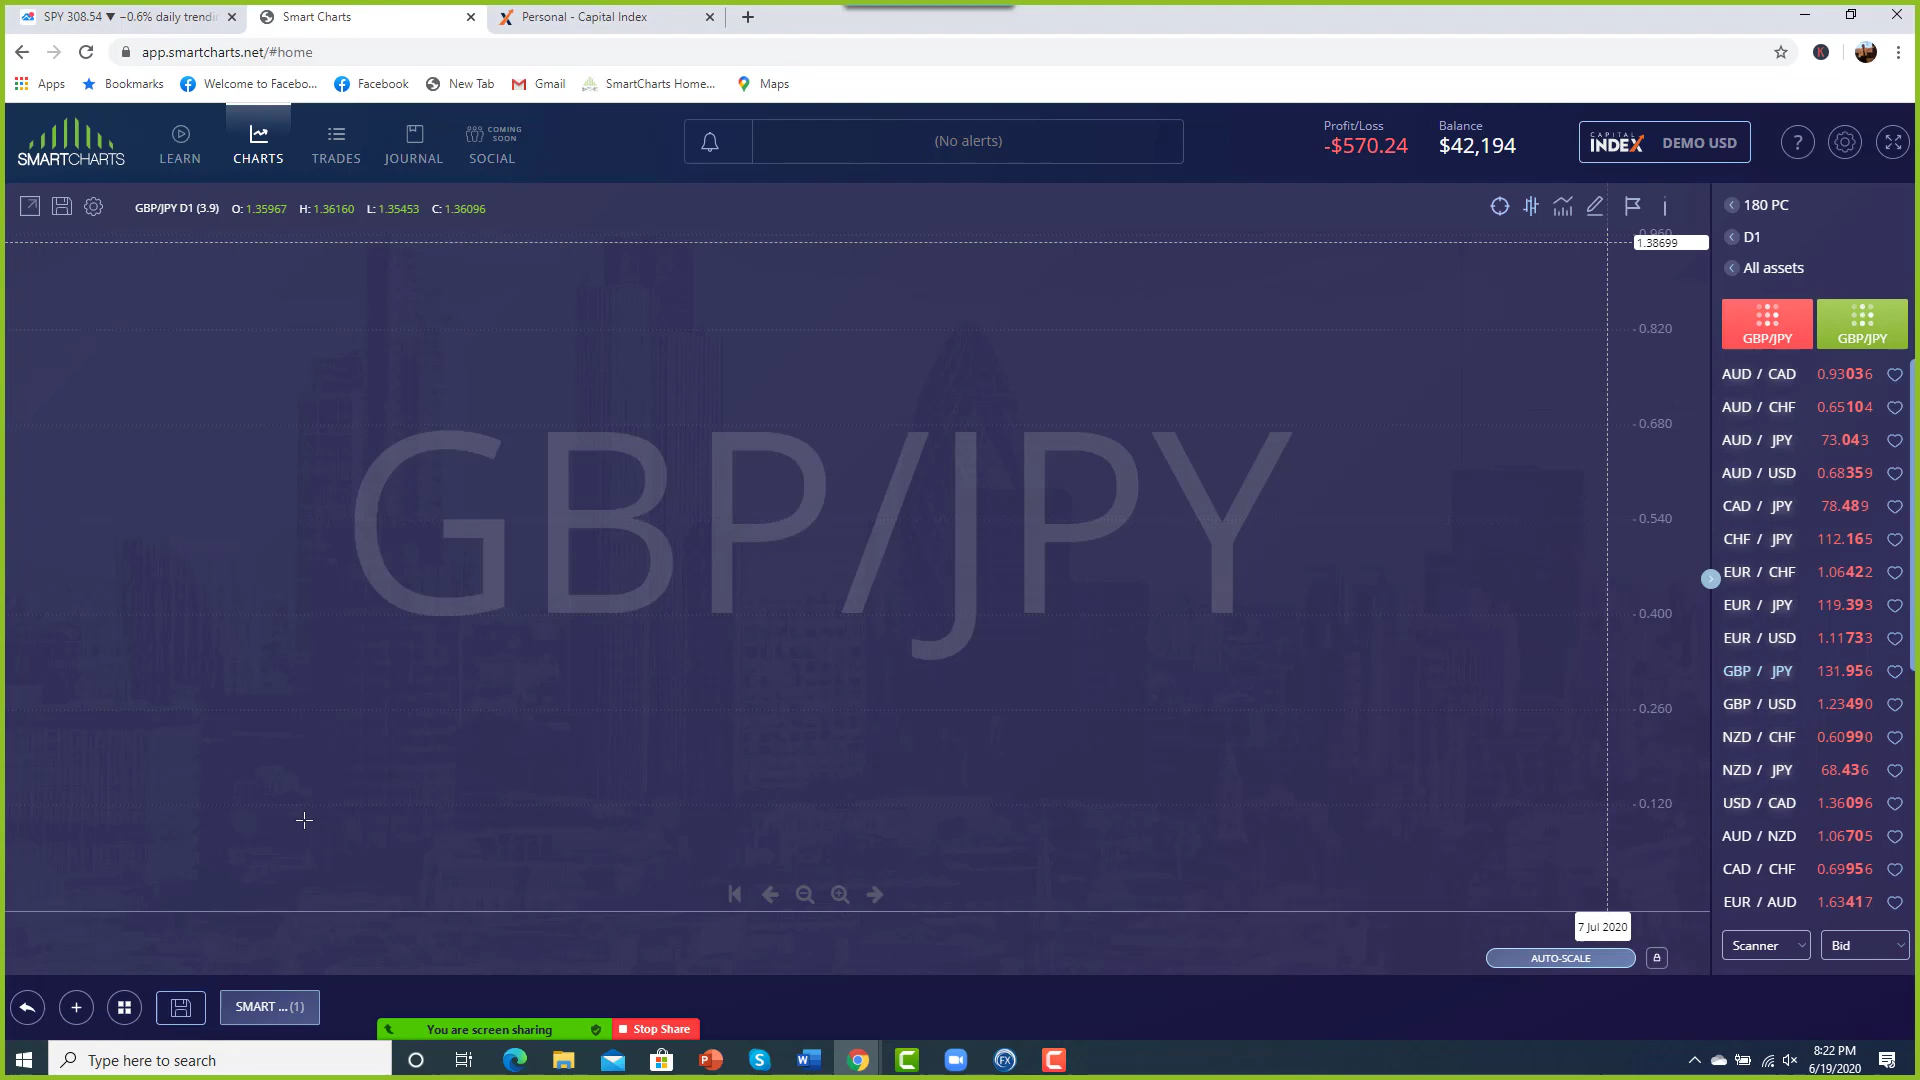 SPY 308.54 ▼ −0.6% daily trendi
Smart Charts
Personal - Capital Index
app.smartcharts.net/#home
K
Apps
Bookmarks
Welcome to Facebo...
Facebook
New Tab
Gmail
SmartCharts Home...
Maps
SMARTCHARTS
LEARN
CHARTS
TRADES
JOURNAL
COMING SOON
SOCIAL
(No alerts)
Profit/Loss
-$570.24
Balance
$42,194
CAPITAL INDEX
DEMO USD
?
GBP/JPY D1 (3.9) O: 1.35967 H: 1.36160 L: 1.35453 C: 1.36096
0.960
1.38699
0.820
0.680
0.540
0.400
0.260
0.120
GBP/JPY
7 Jul 2020
AUTO-SCALE
180 PC
D1
All assets
GBP/JPY
GBP/JPY
AUD / CAD 0.93036
AUD / CHF 0.65104
AUD / JPY 73.043
AUD / USD 0.68359
CAD / JPY 78.489
CHF / JPY 112.165
EUR / CHF 1.06422
EUR / JPY 119.393
EUR / USD 1.11733
GBP / JPY 131.956
GBP / USD 1.23490
NZD / CHF 0.60990
NZD / JPY 68.436
USD / CAD 1.36096
AUD / NZD 1.06705
CAD / CHF 0.69956
EUR / AUD 1.63417
Scanner
Bid
SMART ... (1)
You are screen sharing
Stop Share
Type here to search
8:22 PM
6/19/2020